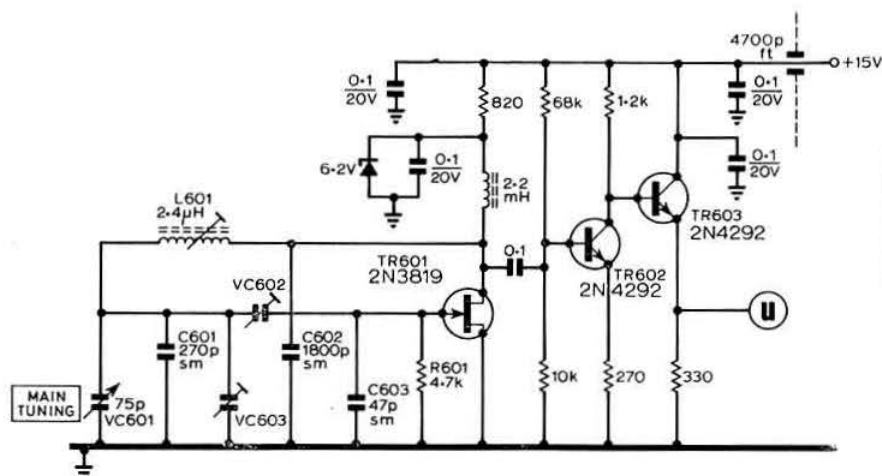 4700p
ft
+15V
0·1
20V
820
68k
1·2k
0·1
20V
6·2V
0·1
20V
2·2
mH
0·1
20V
L601
2·4µH
TR603
2N4292
TR601
2N3819
0·1
TR602
2N4292
VC602
u
C601
270p
sm
C602
1800p
sm
R601
4·7k
10k
270
330
MAIN
TUNING
75p
VC601
VC603
C603
47p
sm